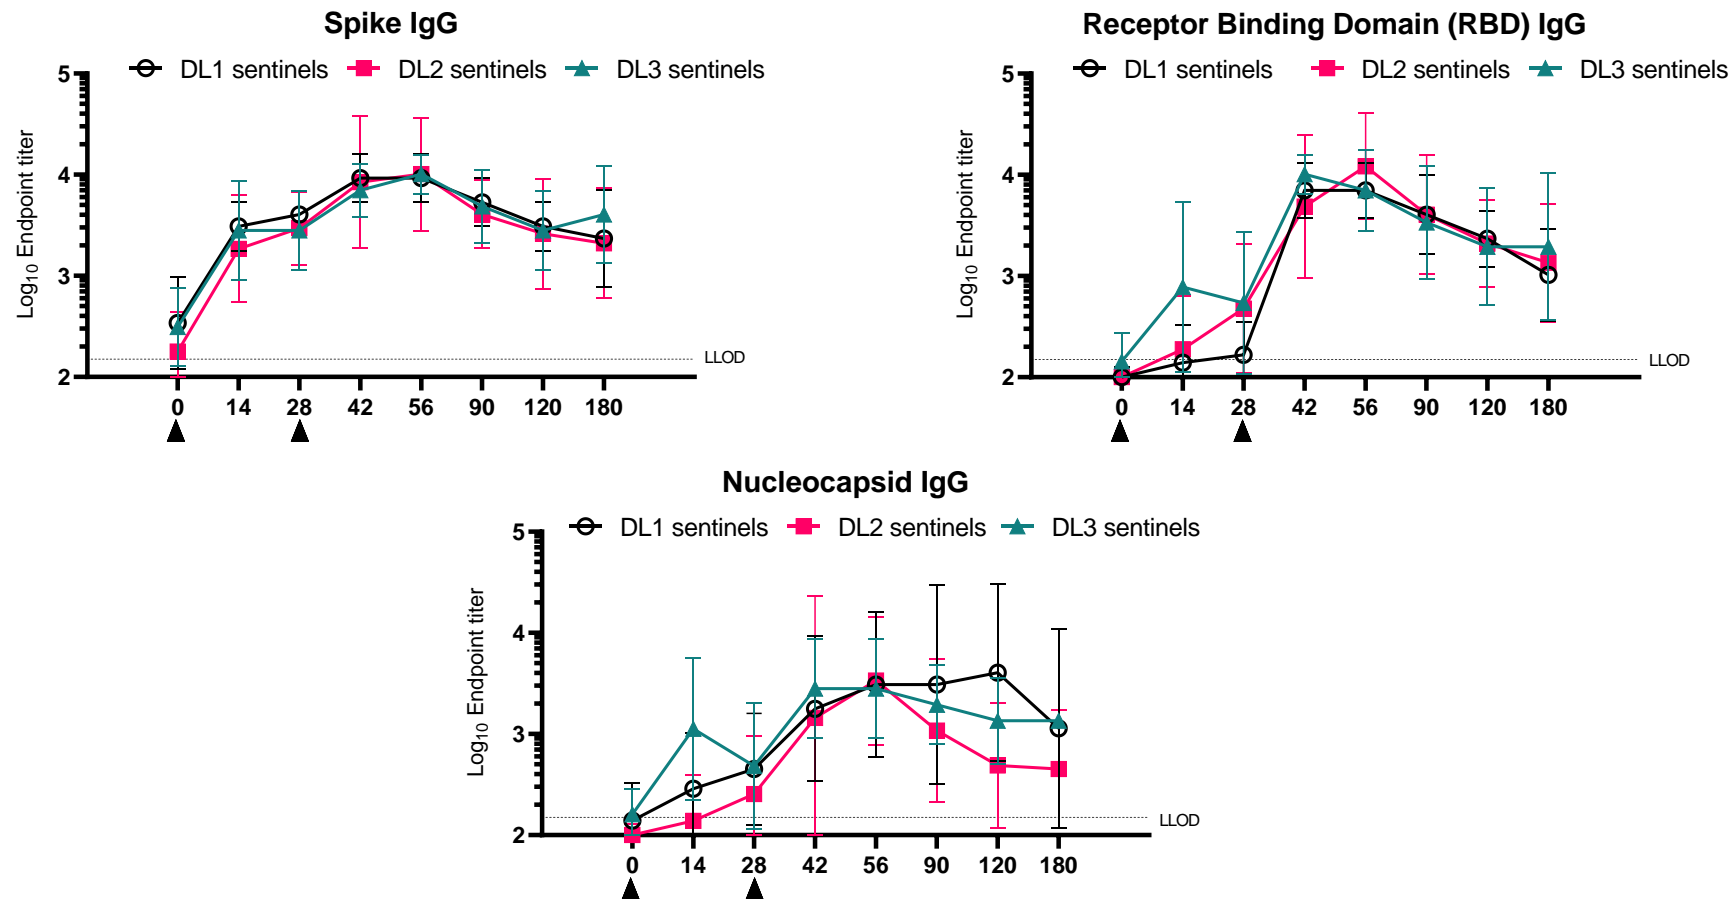 Spike IgG
DL1 sentinels DL2 sentinels DL3 sentinels
Log10 Endpoint titer
5
4
3
2
LLOD
0 14 28 42 56 90 120 180
Receptor Binding Domain (RBD) IgG
DL1 sentinels DL2 sentinels DL3 sentinels
Log10 Endpoint titer
5
4
3
2
LLOD
0 14 28 42 56 90 120 180
Nucleocapsid IgG
DL1 sentinels DL2 sentinels DL3 sentinels
Log10 Endpoint titer
5
4
3
2
LLOD
0 14 28 42 56 90 120 180